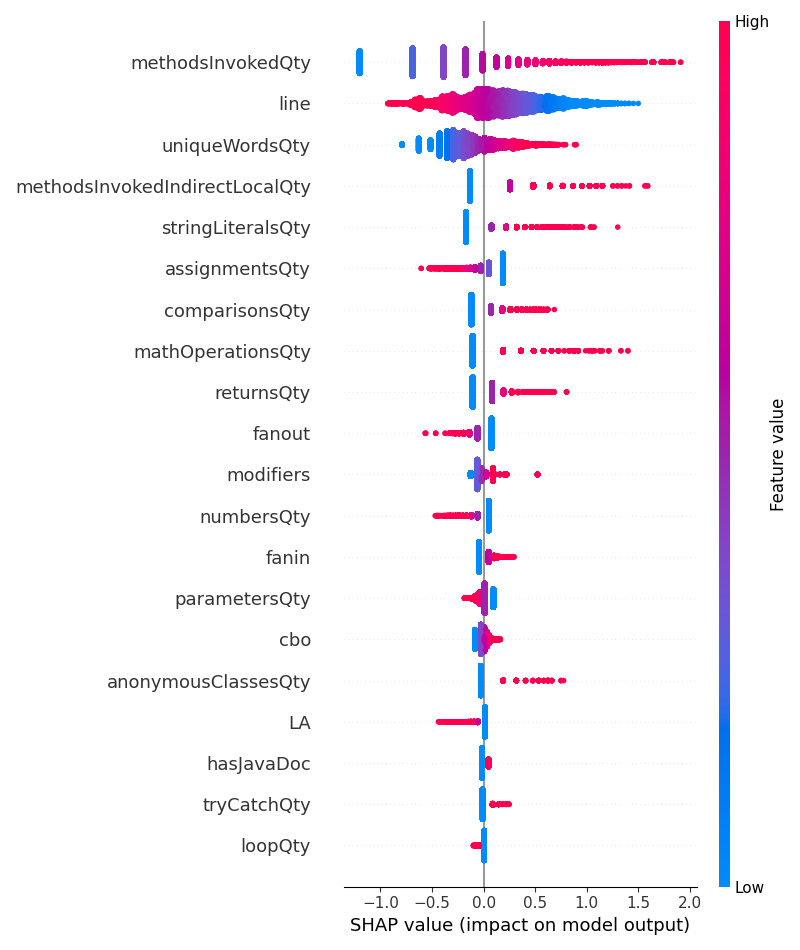 High
methodsInvokedQty
line
uniqueWordsQty
methodsInvokedIndirectLocalQty
stringLiteralsQty
assignmentsQty
comparisonsQty
mathOperationsQty
returnsQty
fanout
modifiers
numbersQty
fanin
parametersQty
cbo
anonymousClassesQty
LA
hasJavaDoc
tryCatchQty
loopQty
Feature value
Low
−1.0 −0.5 0.0 0.5 1.0 1.5 2.0
SHAP value (impact on model output)